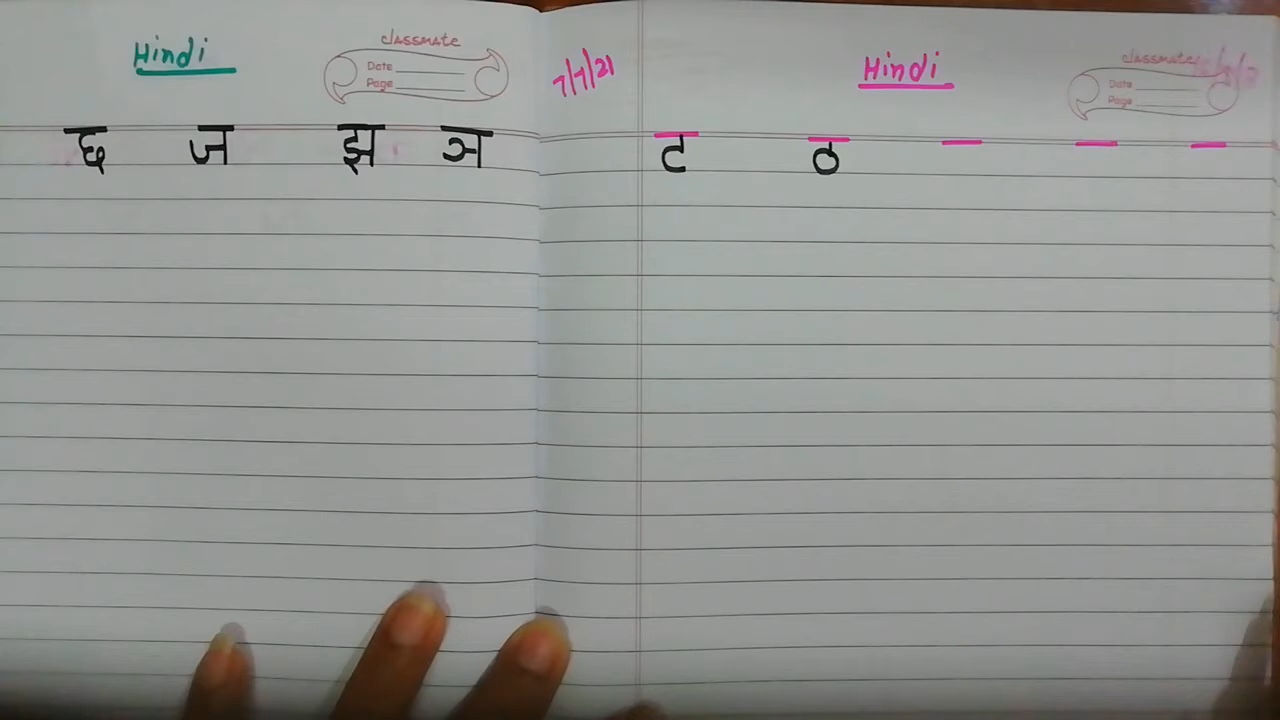 Hindi
classmate
Date
Page
छ ज झ ञ
7/7/21
Hindi
classmate
Date
Page
ट ठ